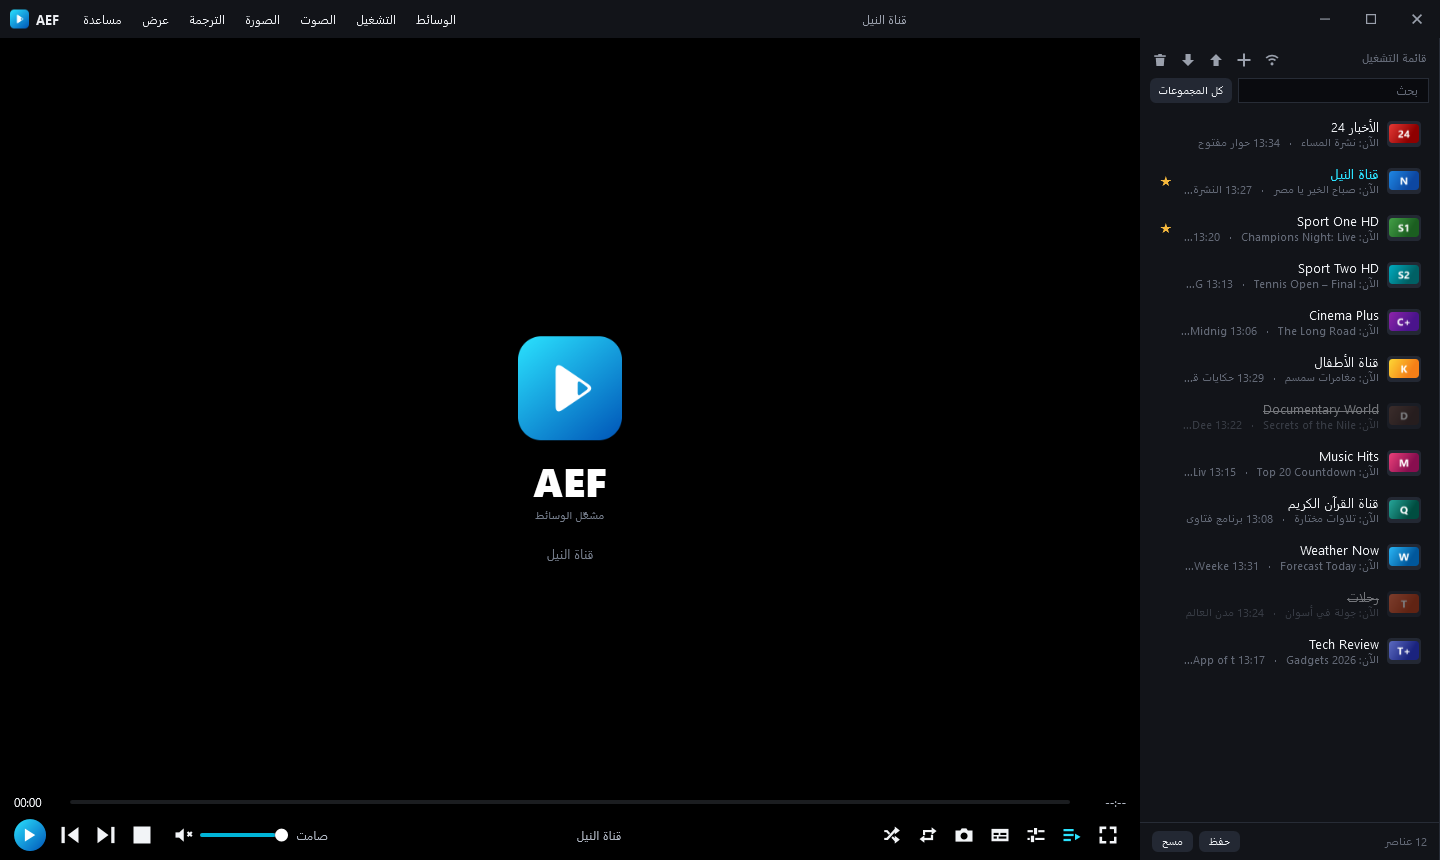 AEF
الوسائط
التشغيل
الصوت
الصورة
الترجمة
عرض
مساعدة
قناة النيل
قائمة التشغيل
بحث
كل المجموعات
24
الأخبار 24
الآن: نشرة المساء · 13:34 حوار مفتوح
N
قناة النيل
الآن: صباح الخير يا مصر · 13:27 النشرة...
S1
Sport One HD
الآن: Champions Night: Live · 13:20...
S2
Sport Two HD
الآن: Tennis Open – Final · 13:13 G...
C+
Cinema Plus
الآن: The Long Road · 13:06 Midnig...
K
قناة الأطفال
الآن: مغامرات سمسم · 13:29 حكايات ق...
D
Documentary World
الآن: Secrets of the Nile · 13:22 Dee...
M
Music Hits
الآن: Top 20 Countdown · 13:15 Liv...
Q
قناة القرآن الكريم
الآن: تلاوات مختارة · 13:08 برنامج فتاوى
W
Weather Now
الآن: Forecast Today · 13:31 Weeke...
T
رحلات
الآن: جولة في أسوان · 13:24 مدن العالم
T+
Tech Review
الآن: Gadgets 2026 · 13:17 App of t...
AEF
مشغّل الوسائط
قناة النيل
00:00
--:--
صامت
قناة النيل
12 عناصر
حفظ
مسح